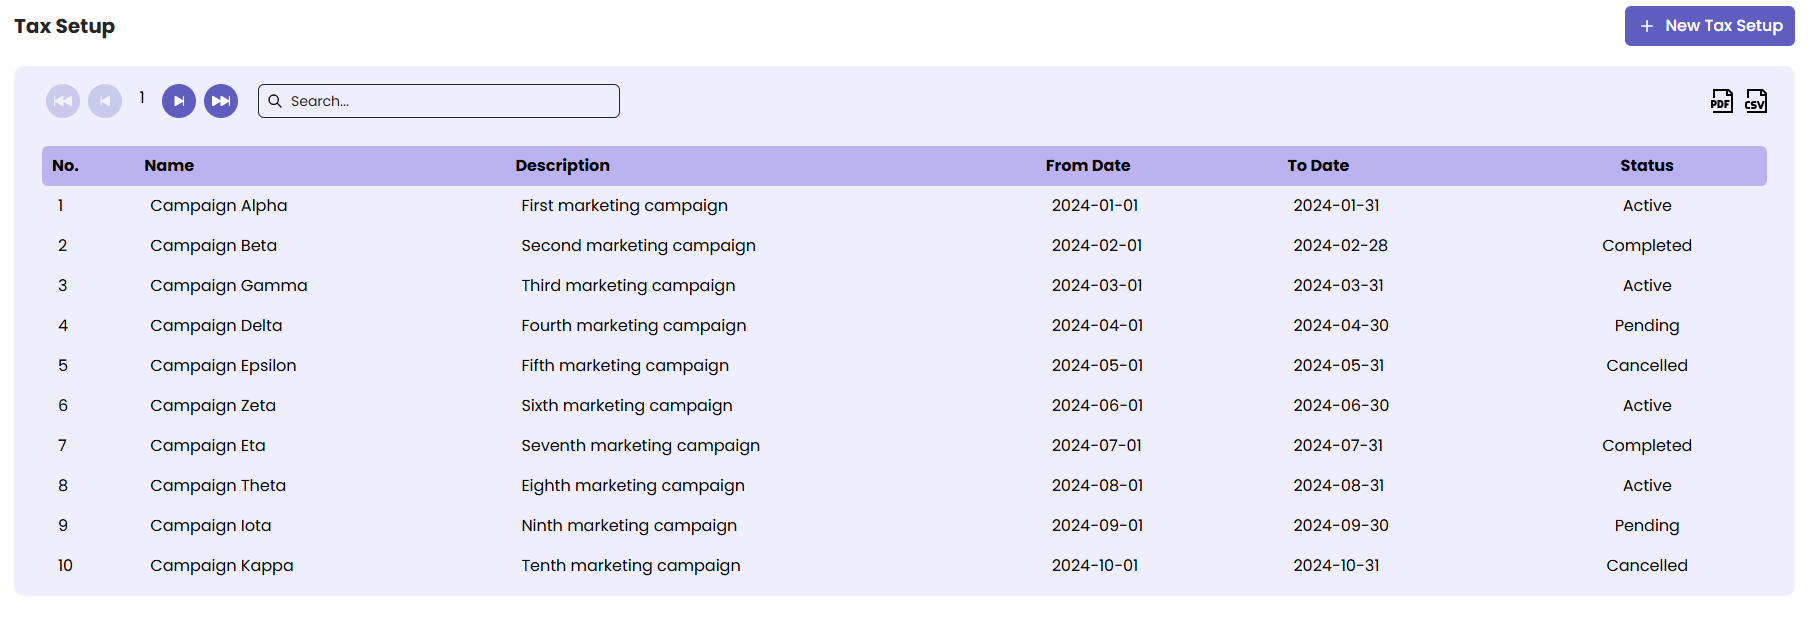 Tax Setup
+ New Tax Setup
1
Search...
PDF CSV
No. Name Description From Date To Date Status
1 Campaign Alpha First marketing campaign 2024-01-01 2024-01-31 Active
2 Campaign Beta Second marketing campaign 2024-02-01 2024-02-28 Completed
3 Campaign Gamma Third marketing campaign 2024-03-01 2024-03-31 Active
4 Campaign Delta Fourth marketing campaign 2024-04-01 2024-04-30 Pending
5 Campaign Epsilon Fifth marketing campaign 2024-05-01 2024-05-31 Cancelled
6 Campaign Zeta Sixth marketing campaign 2024-06-01 2024-06-30 Active
7 Campaign Eta Seventh marketing campaign 2024-07-01 2024-07-31 Completed
8 Campaign Theta Eighth marketing campaign 2024-08-01 2024-08-31 Active
9 Campaign Iota Ninth marketing campaign 2024-09-01 2024-09-30 Pending
10 Campaign Kappa Tenth marketing campaign 2024-10-01 2024-10-31 Cancelled